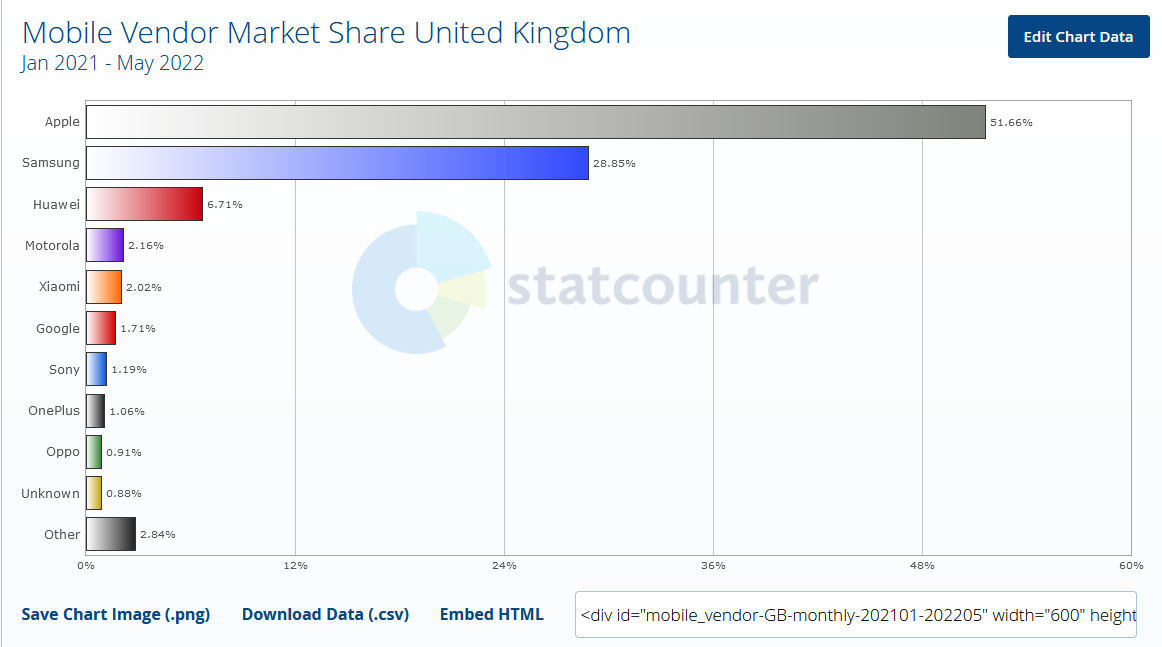 Mobile Vendor Market Share United Kingdom
Jan 2021 - May 2022
Edit Chart Data
Apple 51.66%
Samsung 28.85%
Huawei 6.71%
Motorola 2.16%
Xiaomi 2.02%
Google 1.71%
Sony 1.19%
OnePlus 1.06%
Oppo 0.91%
Unknown 0.88%
Other 2.84%
statcounter
0% 12% 24% 36% 48% 60%
Save Chart Image (.png) Download Data (.csv) Embed HTML <div id="mobile_vendor-GB-monthly-202101-202205" width="600" height